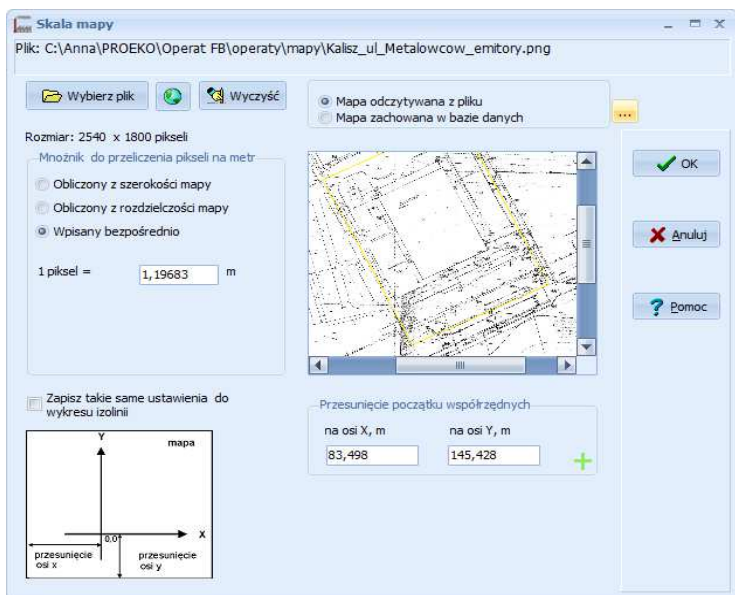 Skala mapy
Plik: C:\Anna\PROEKO\Operat FB\operaty\mapy\Kalisz_ul_Metalowcow_emitory.png
Wybierz plik
Wyczyść
Mapa odczytywana z pliku
Mapa zachowana w bazie danych
...
Rozmiar: 2540 x 1800 pikseli
Mnożnik do przeliczenia pikseli na metr
Obliczony z szerokości mapy
Obliczony z rozdzielczości mapy
Wpisany bezpośrednio
1 piksel = 1,19683 m
OK
Anuluj
Pomoc
Zapisz takie same ustawienia do
wykresu izolinii
Przesunięcie początku współrzędnych
na osi X, m
na osi Y, m
83,498
145,428
Y
mapa
X
0.0
przesunięcie
osi x
przesunięcie
osi y